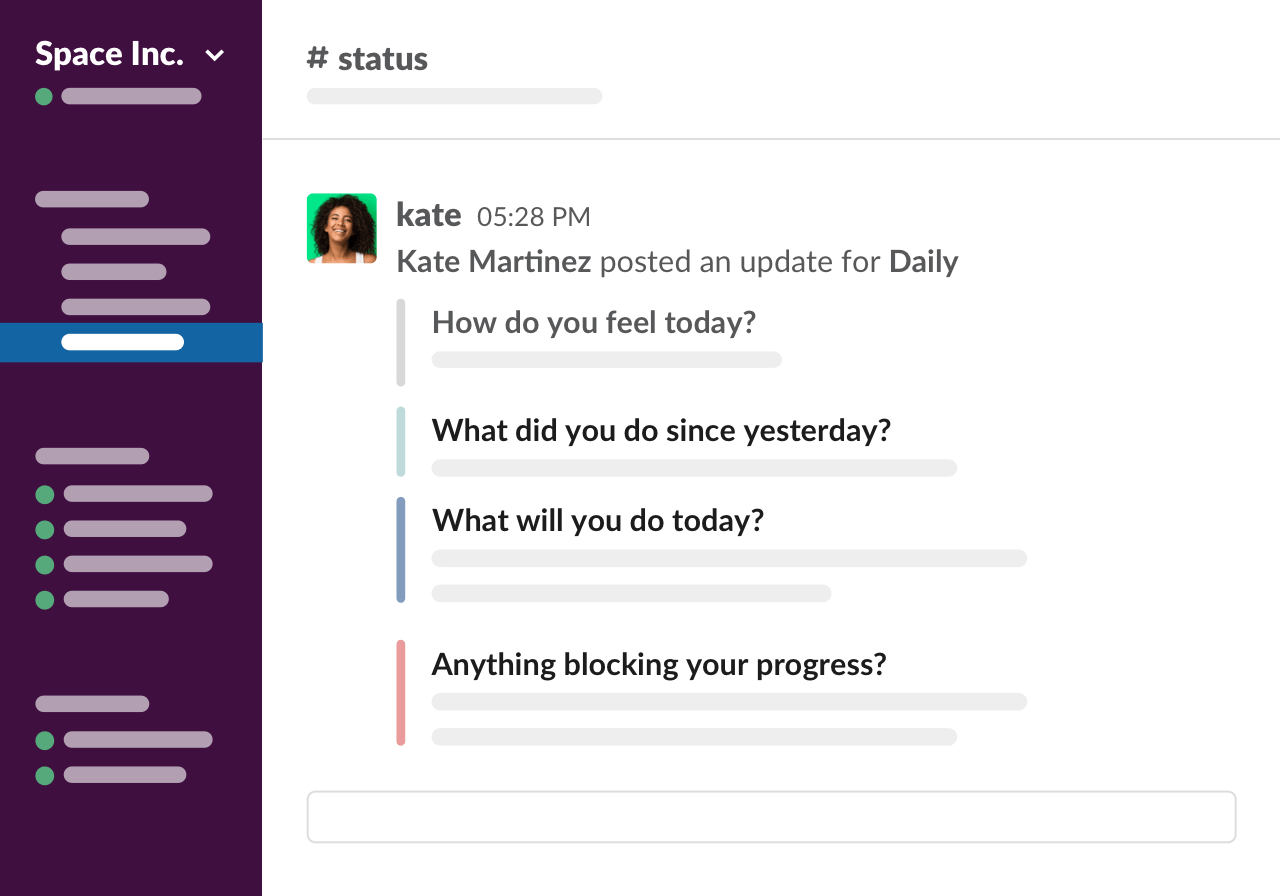 Space Inc.
# status
kate 05:28 PM
Kate Martinez posted an update for Daily
How do you feel today?
What did you do since yesterday?
What will you do today?
Anything blocking your progress?